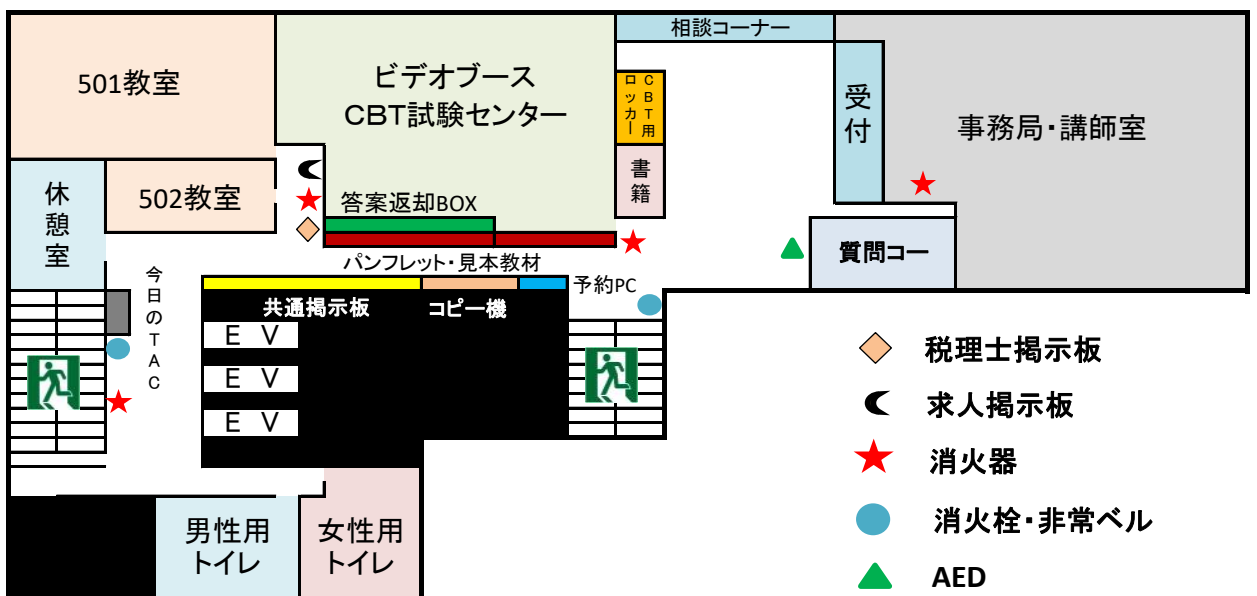 相談コーナー
501教室
ビデオブース
CBT試験センター
CBT用
ロッカー
受付
事務局・講師室
書籍
休憩室
502教室
答案返却BOX
質問コー
パンフレット・見本教材
今日のTAC
予約PC
共通掲示板
コピー機
EV
EV
EV
税理士掲示板
求人掲示板
消火器
消火栓・非常ベル
AED
男性用
トイレ
女性用
トイレ